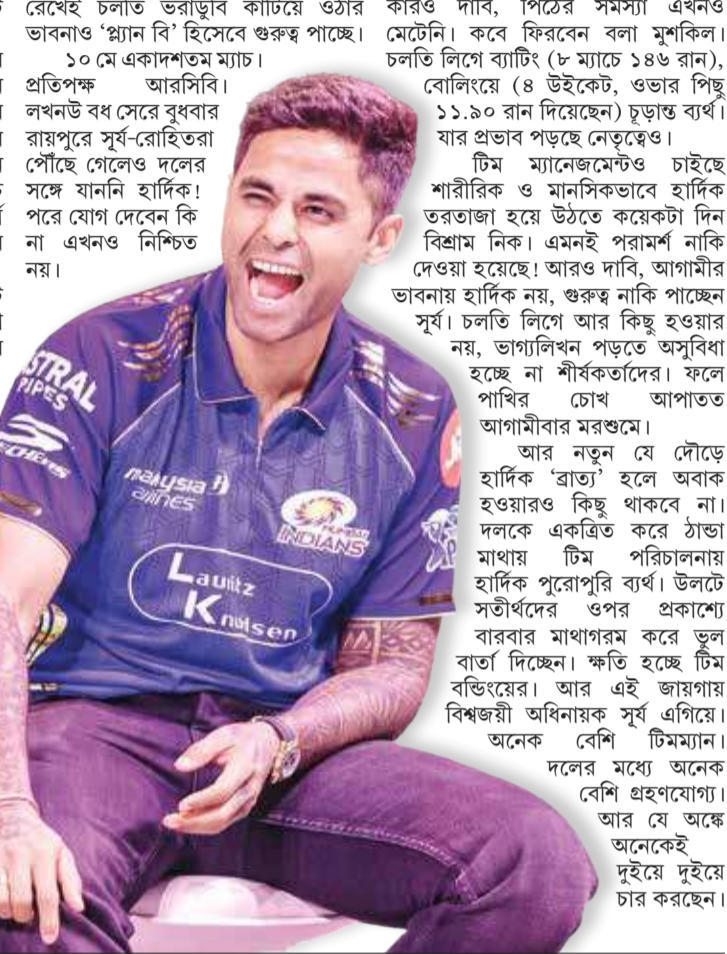 রেখেই চলতি ভরাডুবি কাটিয়ে ওঠার
ভাবনাও ‘প্ল্যান বি’ হিসেবে গুরুত্ব পাচ্ছে।
১০ মে একাদশতম ম্যাচ।
প্রতিপক্ষ আরসিবি।
লখনউ বধ সেরে বুধবার
রায়পুরে সূর্য-রোহিতরা
পৌঁছে গেলেও দলের
সঙ্গে যাননি হার্দিক!
পরে যোগ দেবেন কি
না এখনও নিশ্চিত
নয়।
কারও দাবি, পিঠের সমস্যা এখনও
মেটেনি। কবে ফিরবেন বলা মুশকিল।
চলতি লিগে ব্যাটিং (৮ ম্যাচে ১৪৬ রান),
বোলিংয়ে (৪ উইকেট, ওভার পিছু
১১.৯০ রান দিয়েছেন) চূড়ান্ত ব্যর্থ।
যার প্রভাব পড়ছে নেতৃত্বেও।
টিম ম্যানেজমেন্টও চাইছে
শারীরিক ও মানসিকভাবে হার্দিক
তরতাজা হয়ে উঠতে কয়েকটা দিন
বিশ্রাম নিক। এমনই পরামর্শ নাকি
দেওয়া হয়েছে! আরও দাবি, আগামীর
ভাবনায় হার্দিক নয়, গুরুত্ব নাকি পাচ্ছেন
সূর্য। চলতি লিগে আর কিছু হওয়ার
নয়, ভাগ্যলিখন পড়তে অসুবিধা
হচ্ছে না শীর্ষকর্তাদের। ফলে
পাখির চোখ আপাতত
আগামীবার মরশুমে।
আর নতুন যে দৌড়ে
হার্দিক ‘ব্রাত্য’ হলে অবাক
হওয়ারও কিছু থাকবে না।
দলকে একত্রিত করে ঠান্ডা
মাথায় টিম পরিচালনায়
হার্দিক পুরোপুরি ব্যর্থ। উলটে
সতীর্থদের ওপর প্রকাশ্যে
বারবার মাথাগরম করে ভুল
বার্তা দিচ্ছেন। ক্ষতি হচ্ছে টিম
বন্ডিংয়ের। আর এই জায়গায়
বিশ্বজয়ী অধিনায়ক সূর্য এগিয়ে।
অনেক বেশি টিমম্যান।
দলের মধ্যে অনেক
বেশি গ্রহণযোগ্য।
আর যে অঙ্কে
অনেকেই
দুইয়ে দুইয়ে
চার করছেন।
ASTRAL
PIPES
SKECHERS
malaysia
airlines
MUMBAI
INDIANS
Lauritz
Knudsen